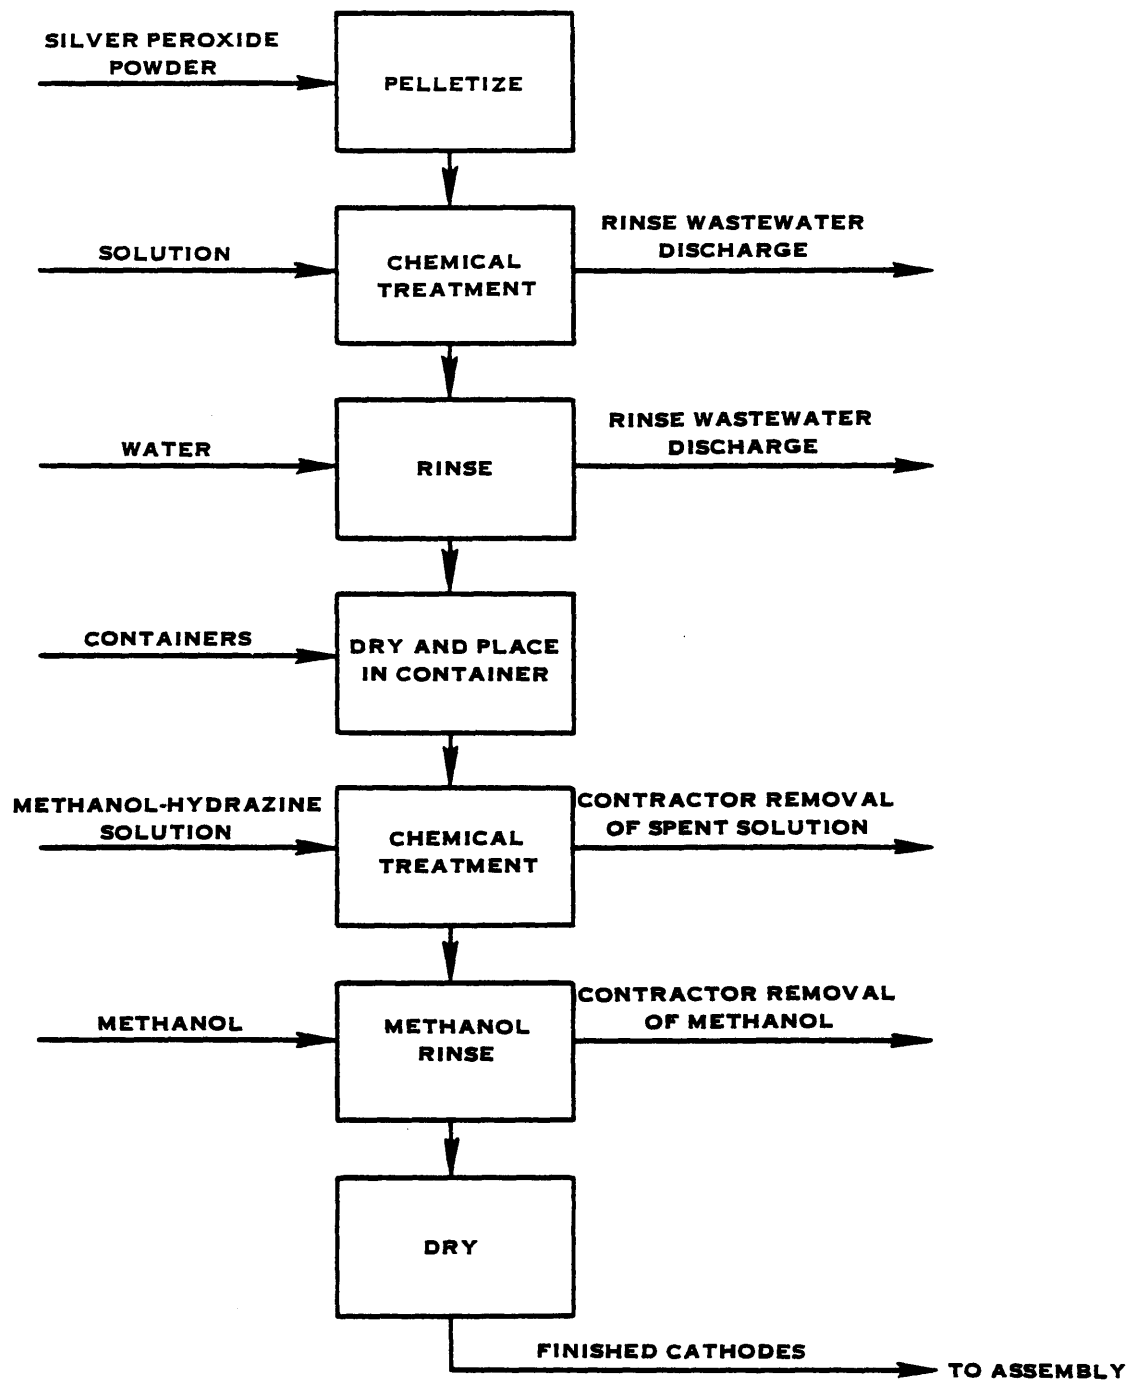 SILVER PEROXIDE
POWDER
PELLETIZE
SOLUTION
CHEMICAL
TREATMENT
RINSE WASTEWATER
DISCHARGE
WATER
RINSE
RINSE WASTEWATER
DISCHARGE
CONTAINERS
DRY AND PLACE
IN CONTAINER
METHANOL-HYDRAZINE
SOLUTION
CHEMICAL
TREATMENT
CONTRACTOR REMOVAL
OF SPENT SOLUTION
METHANOL
METHANOL
RINSE
CONTRACTOR REMOVAL
OF METHANOL
DRY
FINISHED CATHODES
TO ASSEMBLY